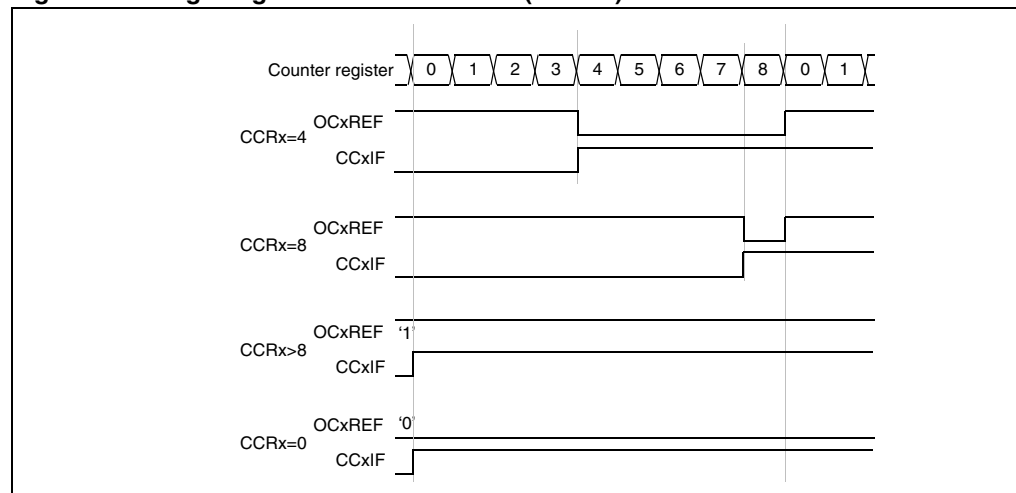 Counter register 0 1 2 3 4 5 6 7 8 0 1
OCxREF
CCRx=4
CCxIF
OCxREF
CCRx=8
CCxIF
OCxREF '1'
CCRx>8
CCxIF
OCxREF '0'
CCRx=0
CCxIF